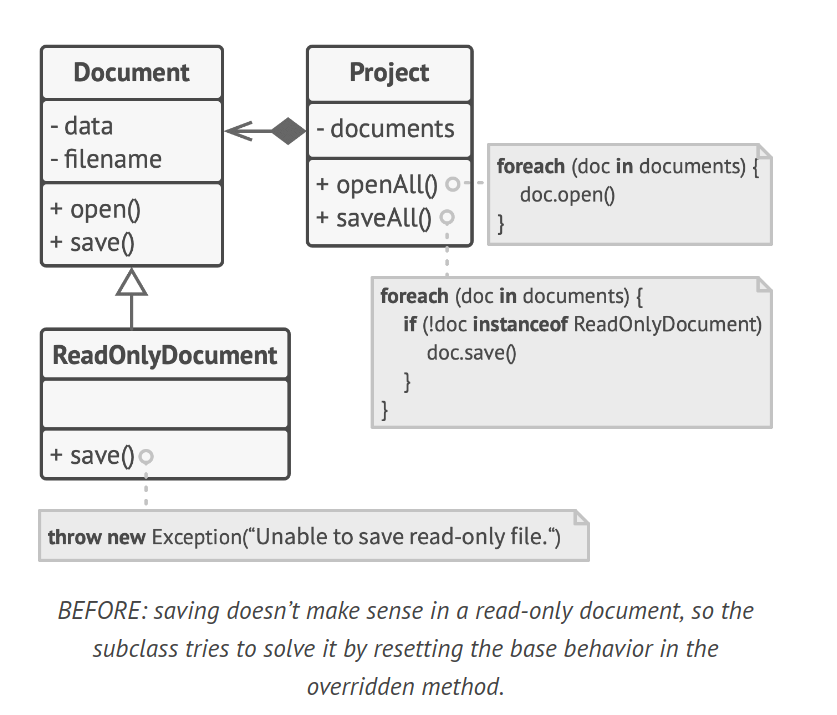 Document
- data
- filename
+ open()
+ save()
Project
- documents
+ openAll()
+ saveAll()
foreach (doc in documents) {
doc.open()
}
foreach (doc in documents) {
if (!doc instanceof ReadOnlyDocument)
doc.save()
}
}
ReadOnlyDocument
+ save()
throw new Exception(“Unable to save read-only file.“)
BEFORE: saving doesn’t make sense in a read-only document, so the
subclass tries to solve it by resetting the base behavior in the
overridden method.